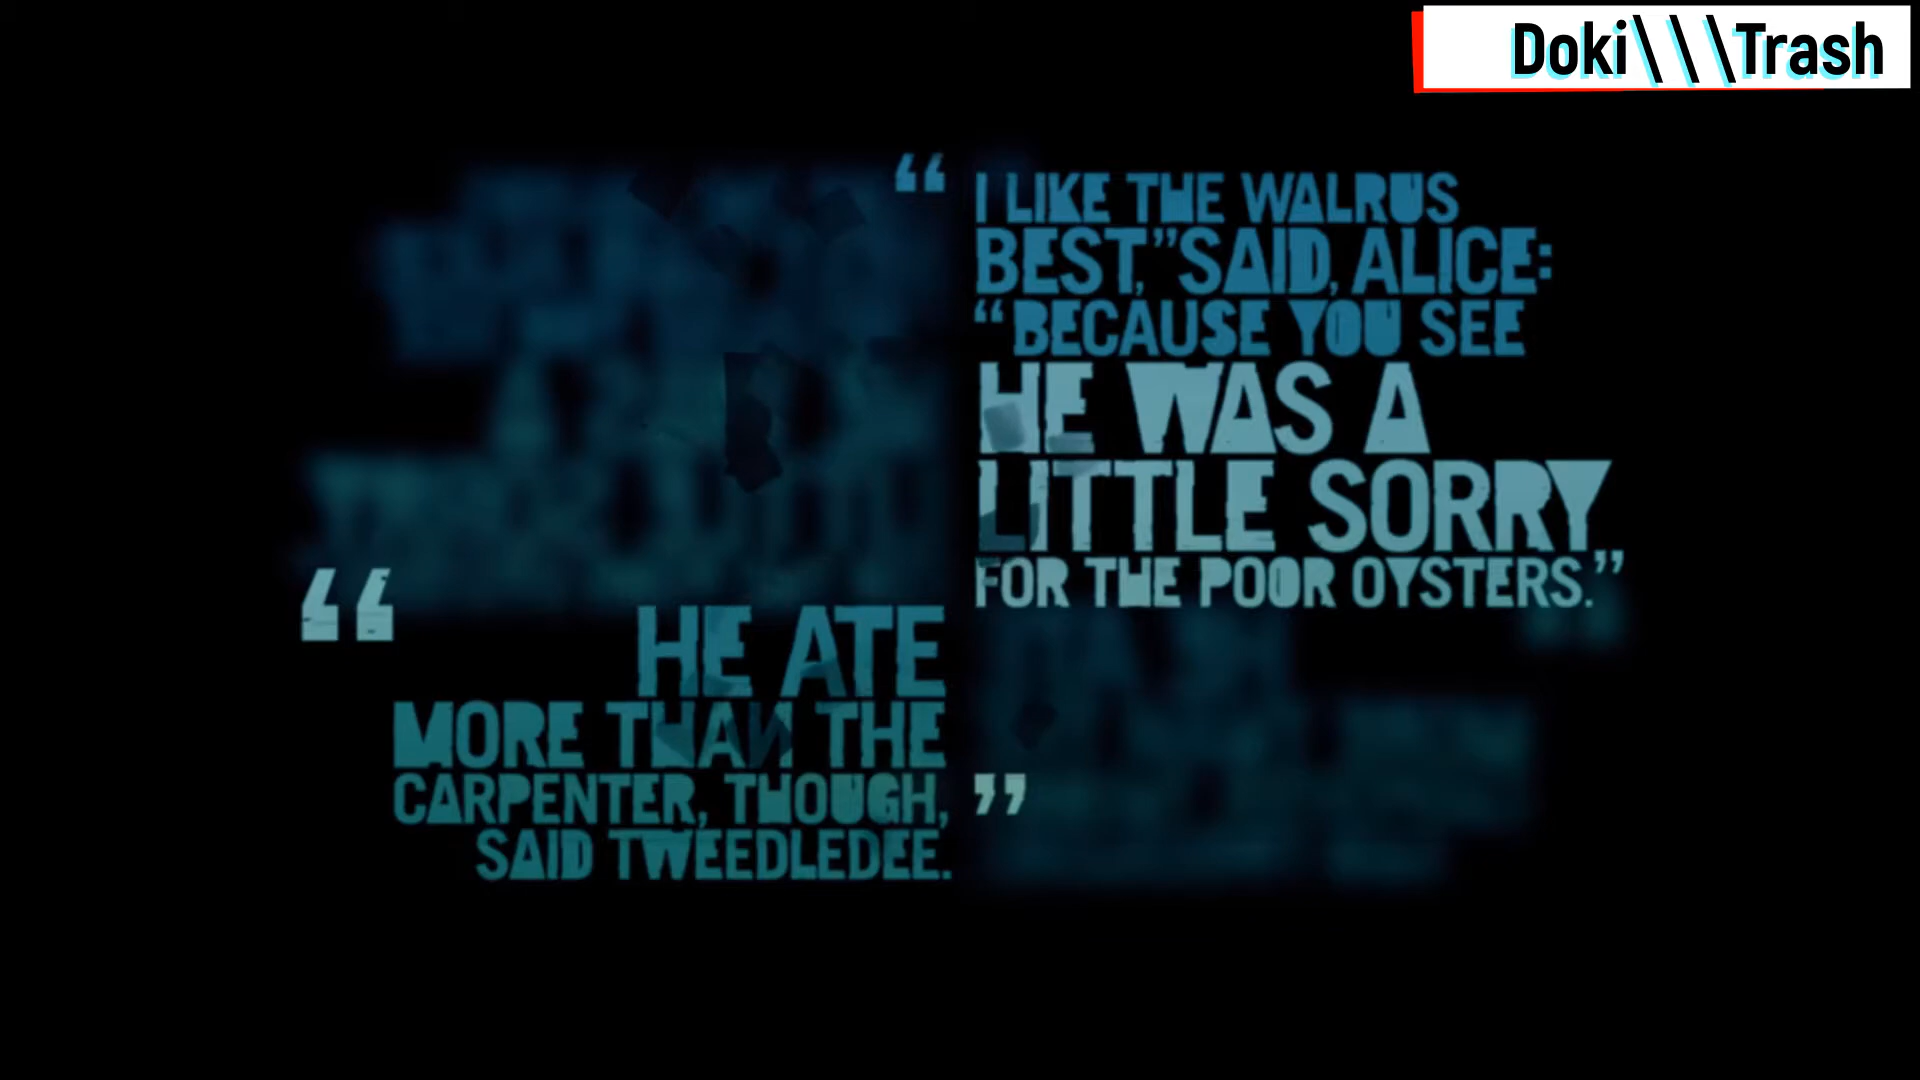 Doki\\\Trash
“ I LIKE THE WALRUS
BEST,” SAID, ALICE:
“BECAUSE YOU SEE
HE WAS A
LITTLE SORRY
FOR THE POOR OYSTERS.”
“ HE ATE
MORE THAN THE
CARPENTER, THOUGH, ”
SAID TWEEDLEDEE.